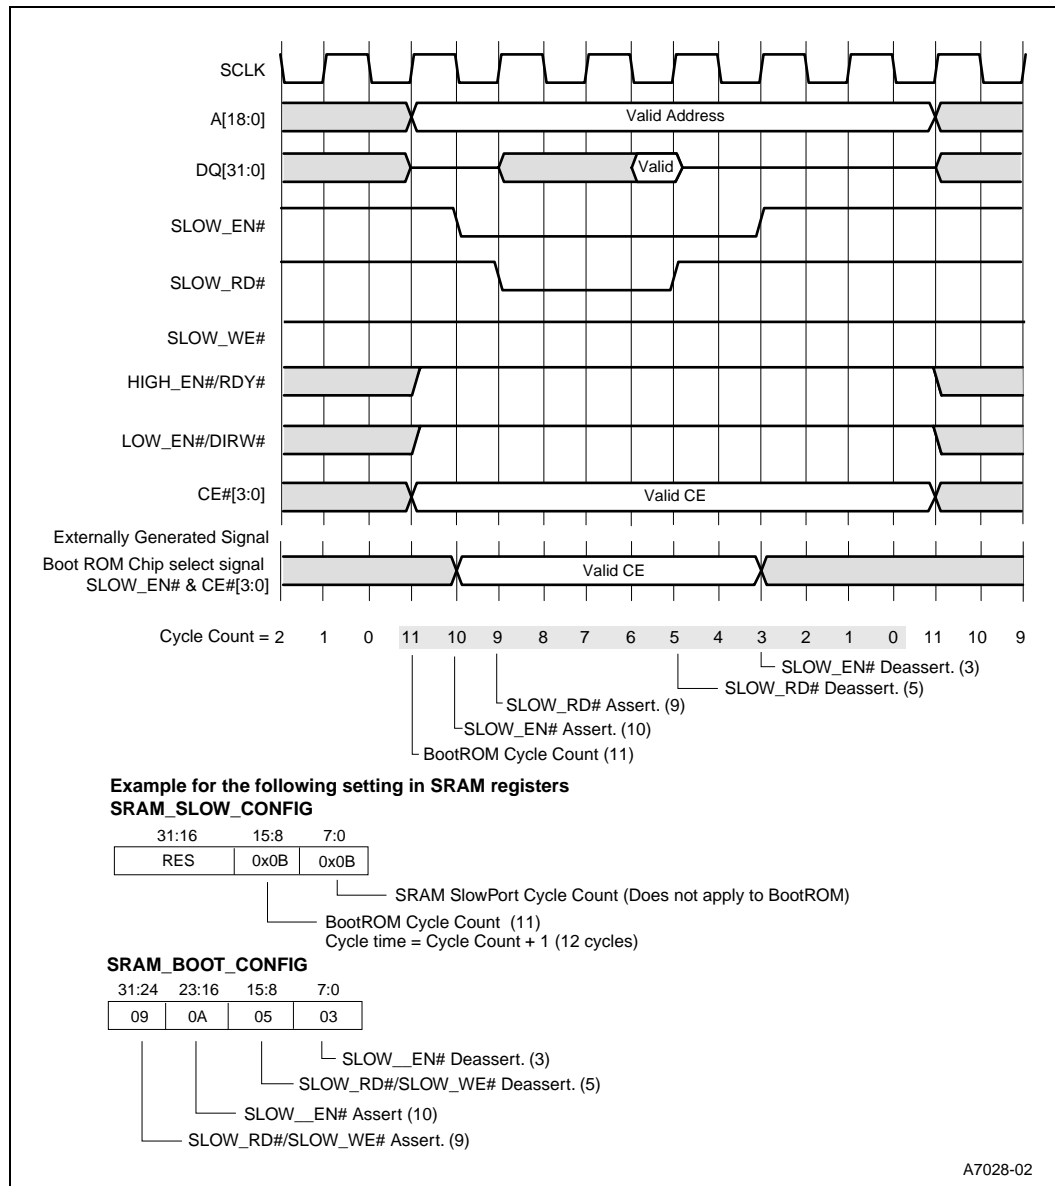 SCLK
A[18:0]
Valid Address
DQ[31:0]
Valid
SLOW_EN#
SLOW_RD#
SLOW_WE#
HIGH_EN#/RDY#
LOW_EN#/DIRW#
CE#[3:0]
Valid CE
Externally Generated Signal
Boot ROM Chip select signal
SLOW_EN# & CE#[3:0]
Valid CE
Cycle Count = 2 1 0 11 10 9 8 7 6 5 4 3 2 1 0 11 10 9
SLOW_EN# Deassert. (3)
SLOW_RD# Deassert. (5)
SLOW_RD# Assert. (9)
SLOW_EN# Assert. (10)
BootROM Cycle Count (11)
Example for the following setting in SRAM registers
SRAM_SLOW_CONFIG
31:16 15:8 7:0
RES 0x0B 0x0B
SRAM SlowPort Cycle Count (Does not apply to BootROM)
BootROM Cycle Count (11)
Cycle time = Cycle Count + 1 (12 cycles)
SRAM_BOOT_CONFIG
31:24 23:16 15:8 7:0
09 0A 05 03
SLOW__EN# Deassert. (3)
SLOW_RD#/SLOW_WE# Deassert. (5)
SLOW__EN# Assert (10)
SLOW_RD#/SLOW_WE# Assert. (9)
A7028-02